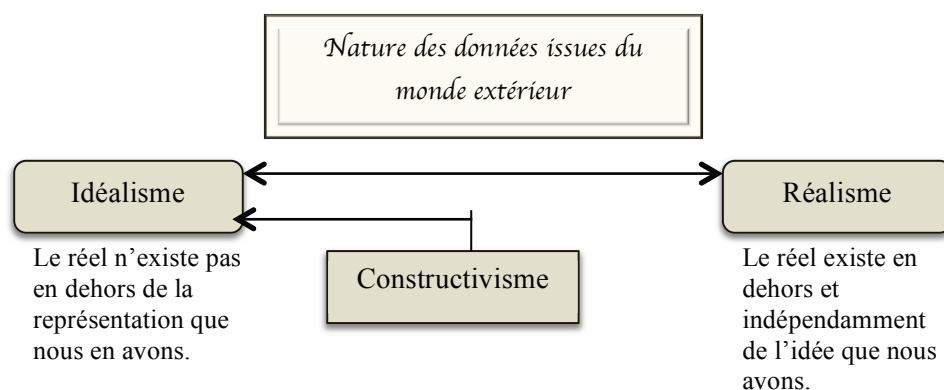 Nature des données issues du
monde extérieur
Idéalisme
Réalisme
Le réel n’existe pas
en dehors de la
représentation que
nous en avons.
Constructivisme
Le réel existe en
dehors et
indépendamment
de l’idée que nous
avons.